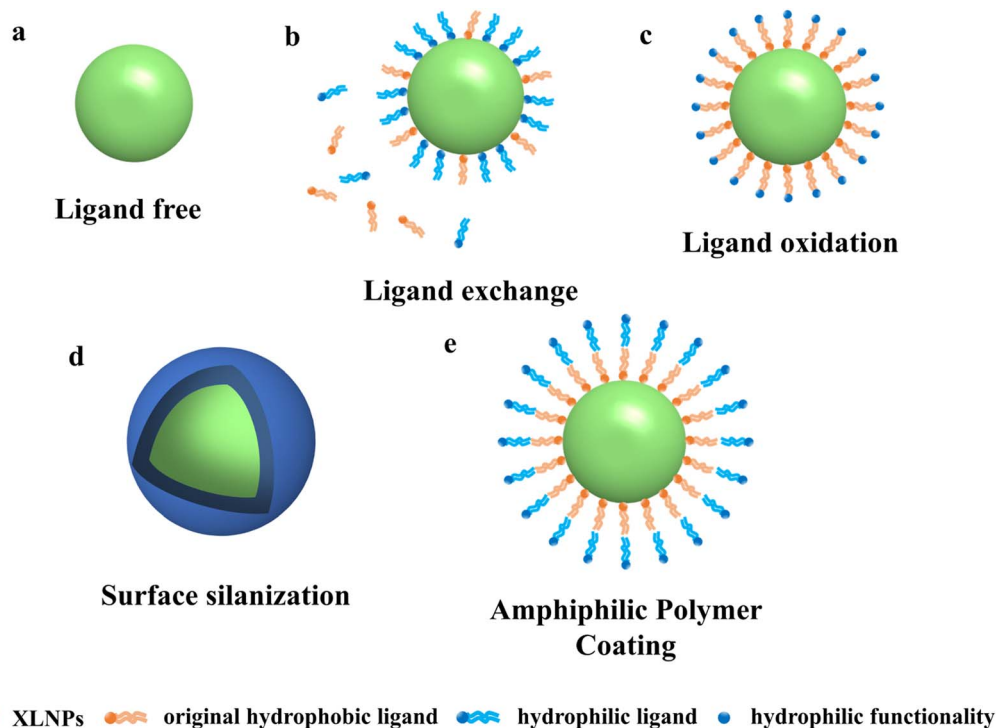 a
b
c
Ligand free
Ligand exchange
Ligand oxidation
d
e
Surface silanization
Amphiphilic Polymer
Coating
XLNPs original hydrophobic ligand hydrophilic ligand hydrophilic functionality